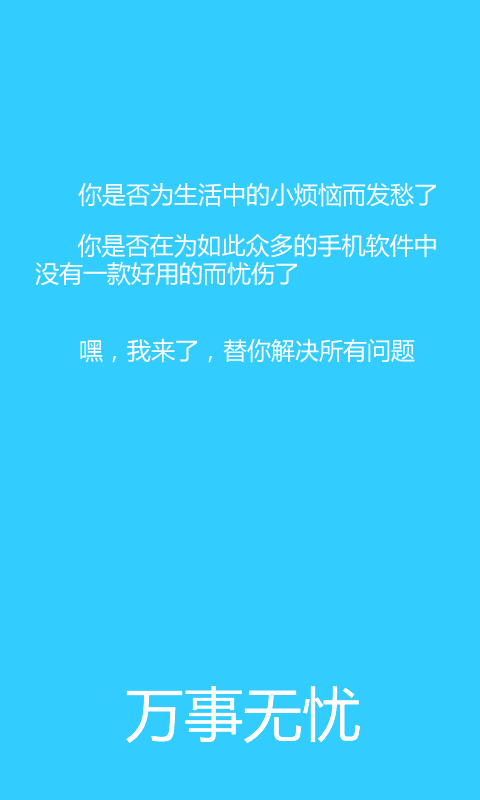 你是否为生活中的小烦恼而发愁了
你是否在为如此众多的手机软件中
没有一款好用的而忧伤了
嘿，我来了，替你解决所有问题
万事无忧